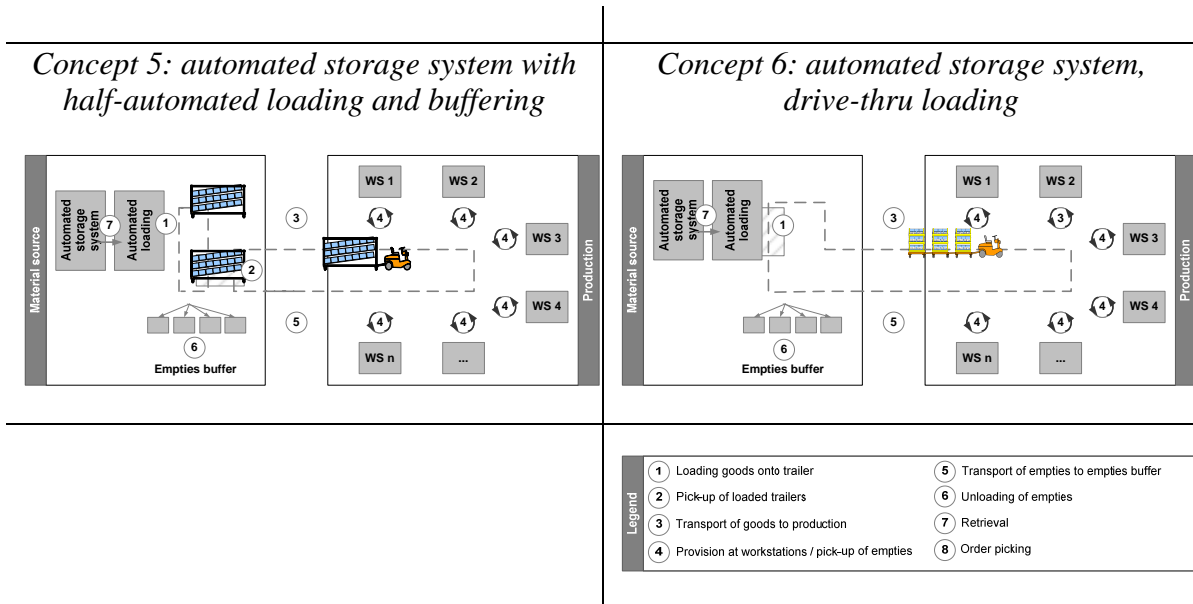 Concept 5: automated storage system with
half-automated loading and buffering
Material source
Automated
storage
system
7
Automated
loading
1
2
3
5
6
Empties buffer
WS 1
WS 2
WS 3
WS 4
WS n
...
4
4
4
4
4
4
Production
Concept 6: automated storage system,
drive-thru loading
Material source
Automated
storage
system
7
Automated
loading
1
3
5
6
Empties buffer
WS 1
WS 2
WS 3
WS 4
WS n
...
4
3
4
4
4
4
Production
Legend
1 Loading goods onto trailer
2 Pick-up of loaded trailers
3 Transport of goods to production
4 Provision at workstations / pick-up of empties
5 Transport of empties to empties buffer
6 Unloading of empties
7 Retrieval
8 Order picking